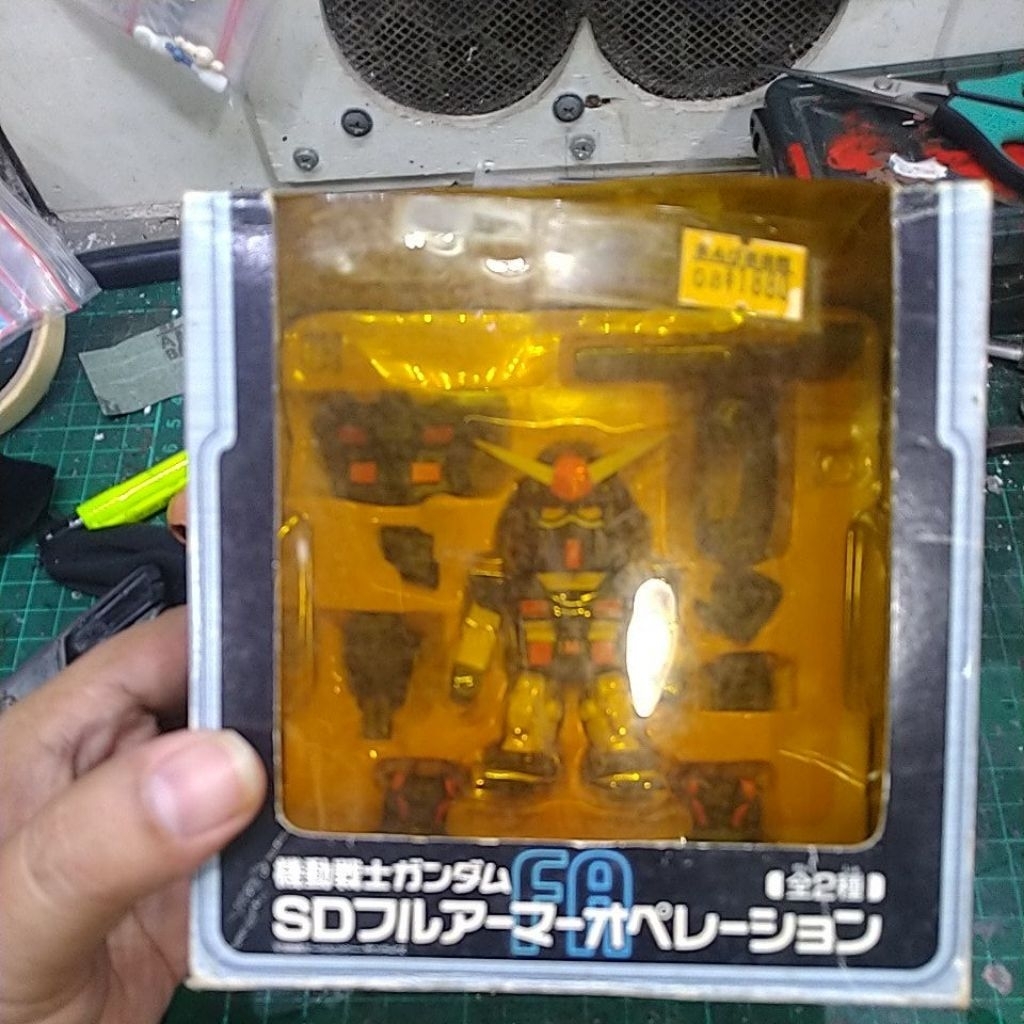 機動戦士ガンダム
FA
全2種
SDフルアーマーオペレーション